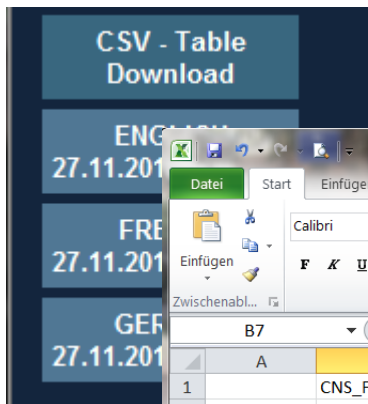 CSV - Table
Download
27.11.201
27.11.201
27.11.201
Datei
Start
Einfüge
Einfügen
Calibri
F K U
Zwischenabl...
B7
A
1